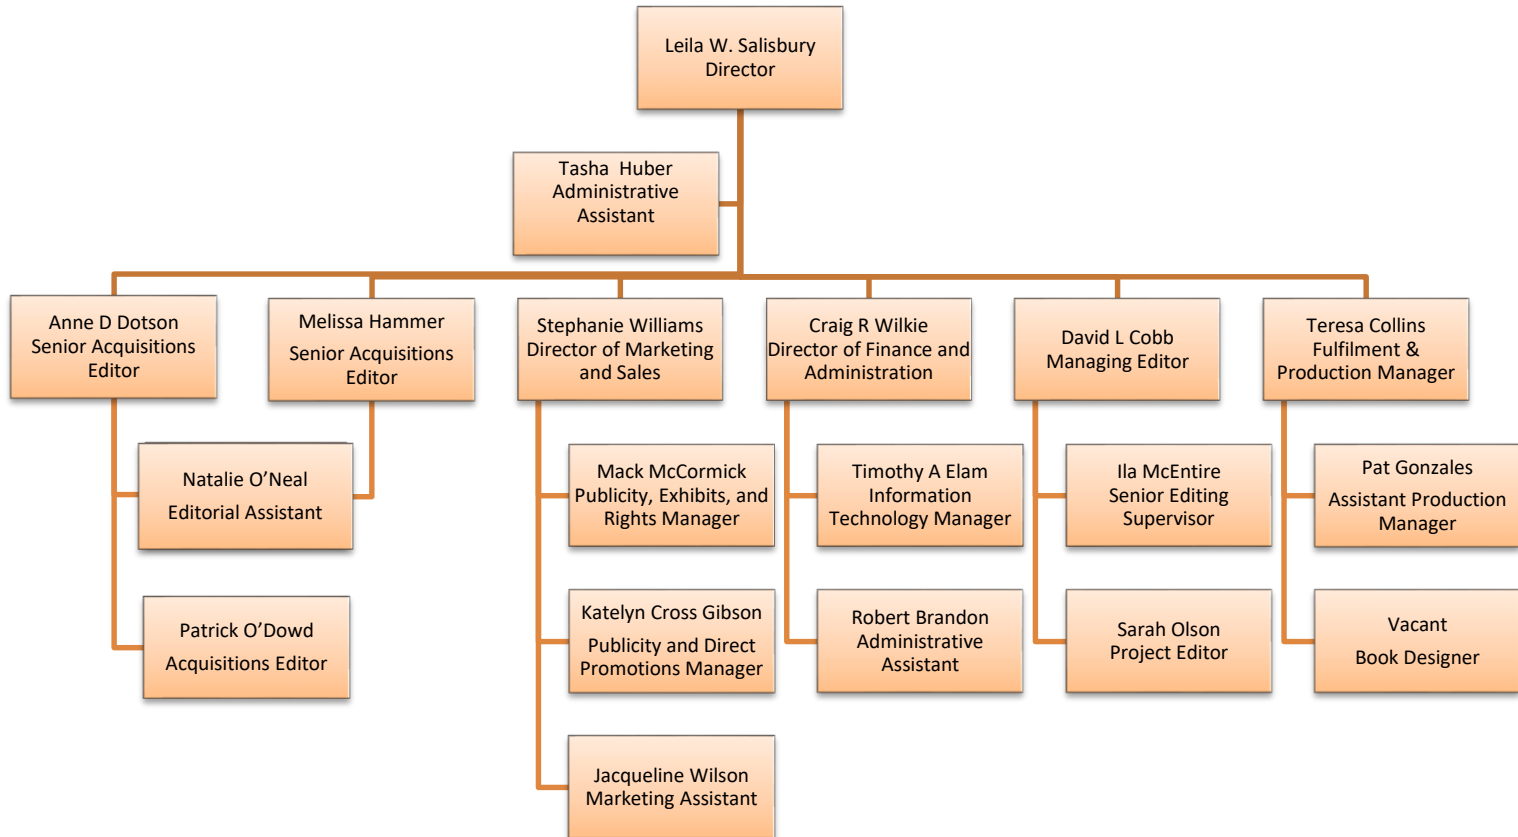 Leila W. Salisbury
Director
Tasha  Huber
Administrative
Assistant
Anne D Dotson
Senior Acquisitions
Editor
Melissa Hammer
Senior Acquisitions
Editor
Stephanie Williams
Director of Marketing
and Sales
Craig R Wilkie
Director of Finance and
Administration
David L Cobb
Managing Editor
Teresa Collins
Fulfilment &
Production Manager
Natalie O’Neal
Editorial Assistant
Mack McCormick
Publicity, Exhibits, and
Rights Manager
Timothy A Elam
Information
Technology Manager
Ila McEntire
Senior Editing
Supervisor
Pat Gonzales
Assistant Production
Manager
Patrick O’Dowd
Acquisitions Editor
Katelyn Cross Gibson
Publicity and Direct
Promotions Manager
Robert Brandon
Administrative
Assistant
Sarah Olson
Project Editor
Vacant
Book Designer
Jacqueline Wilson
Marketing Assistant